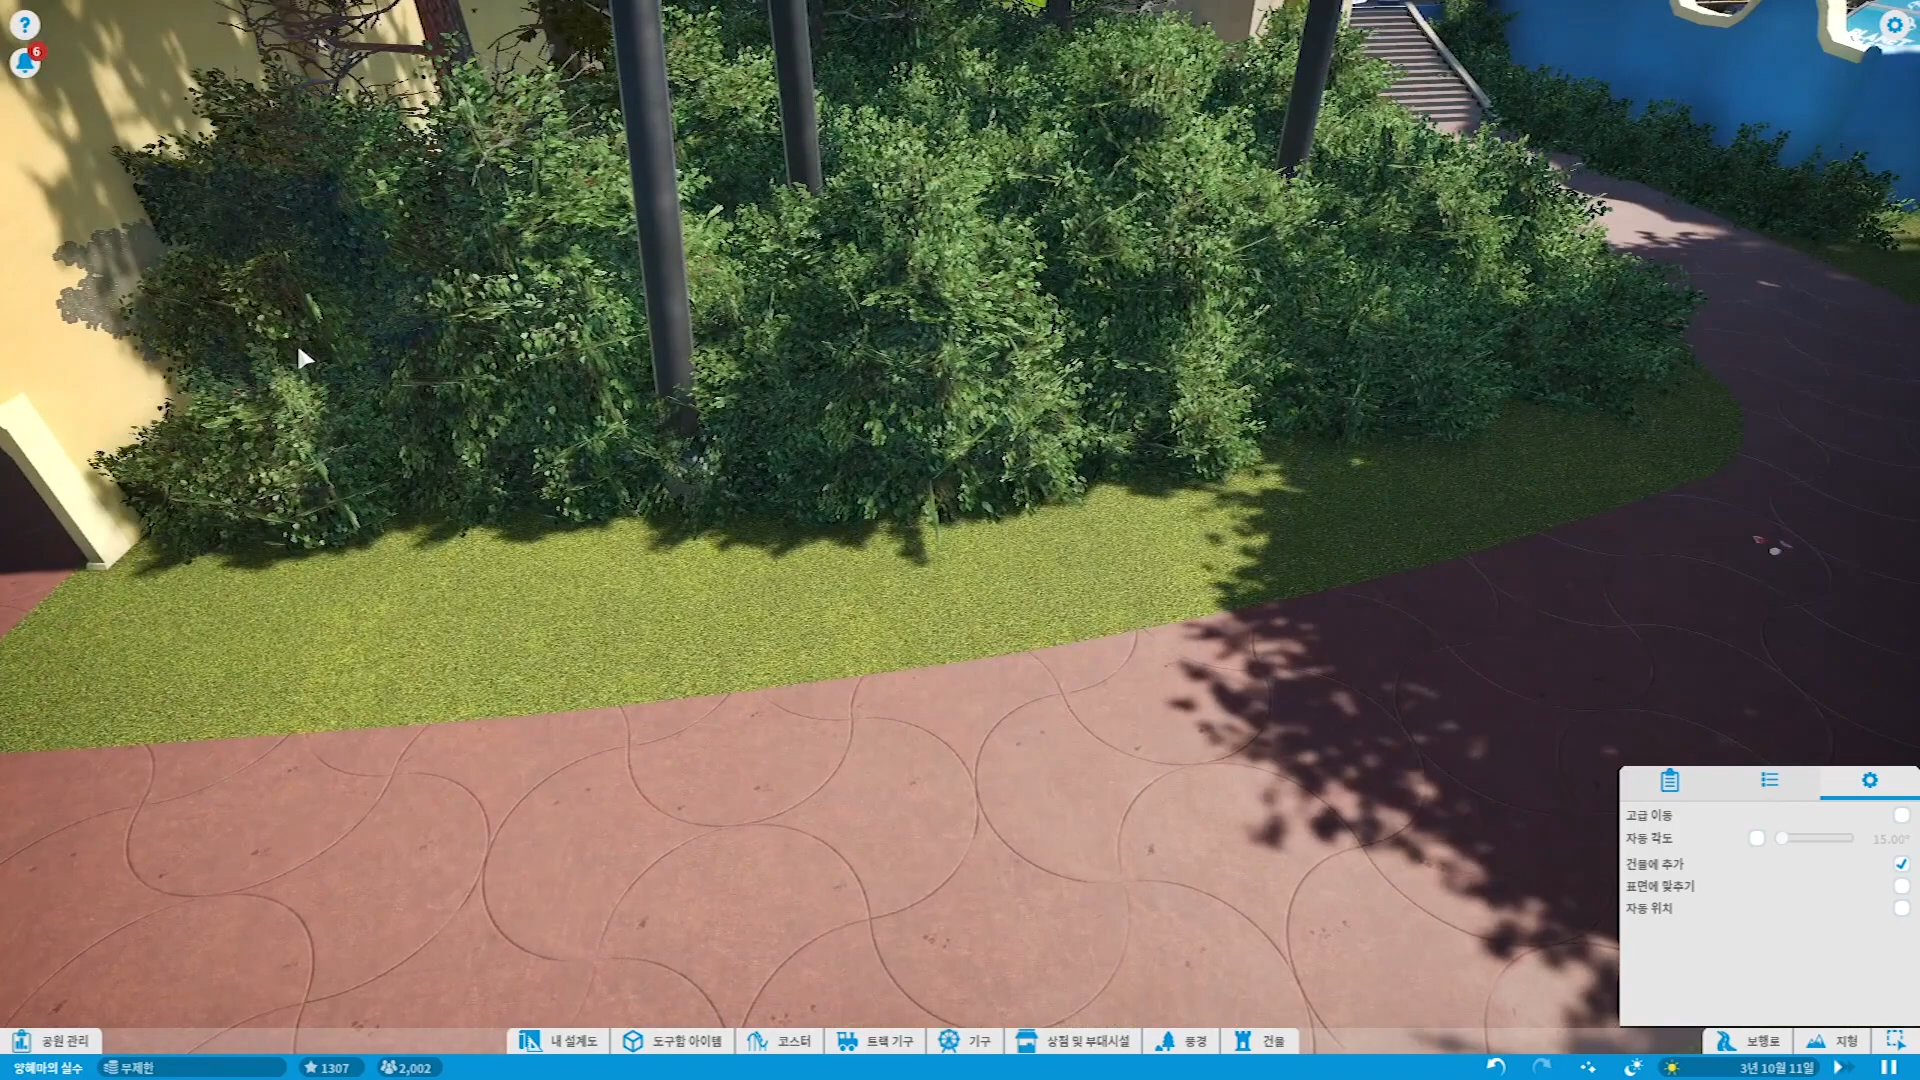 ?
6
PLANET
고급 이동
자동 각도 15.00°
건물에 추가
표면에 맞추기
자동 위치
공원 관리
내 설계도
도구함 아이템
코스터
트랙 기구
기구
상점 및 부대시설
풍경
건물
보행로
지형
양혜마의 실수
무제한
1307
2,002
3년 10월 11일